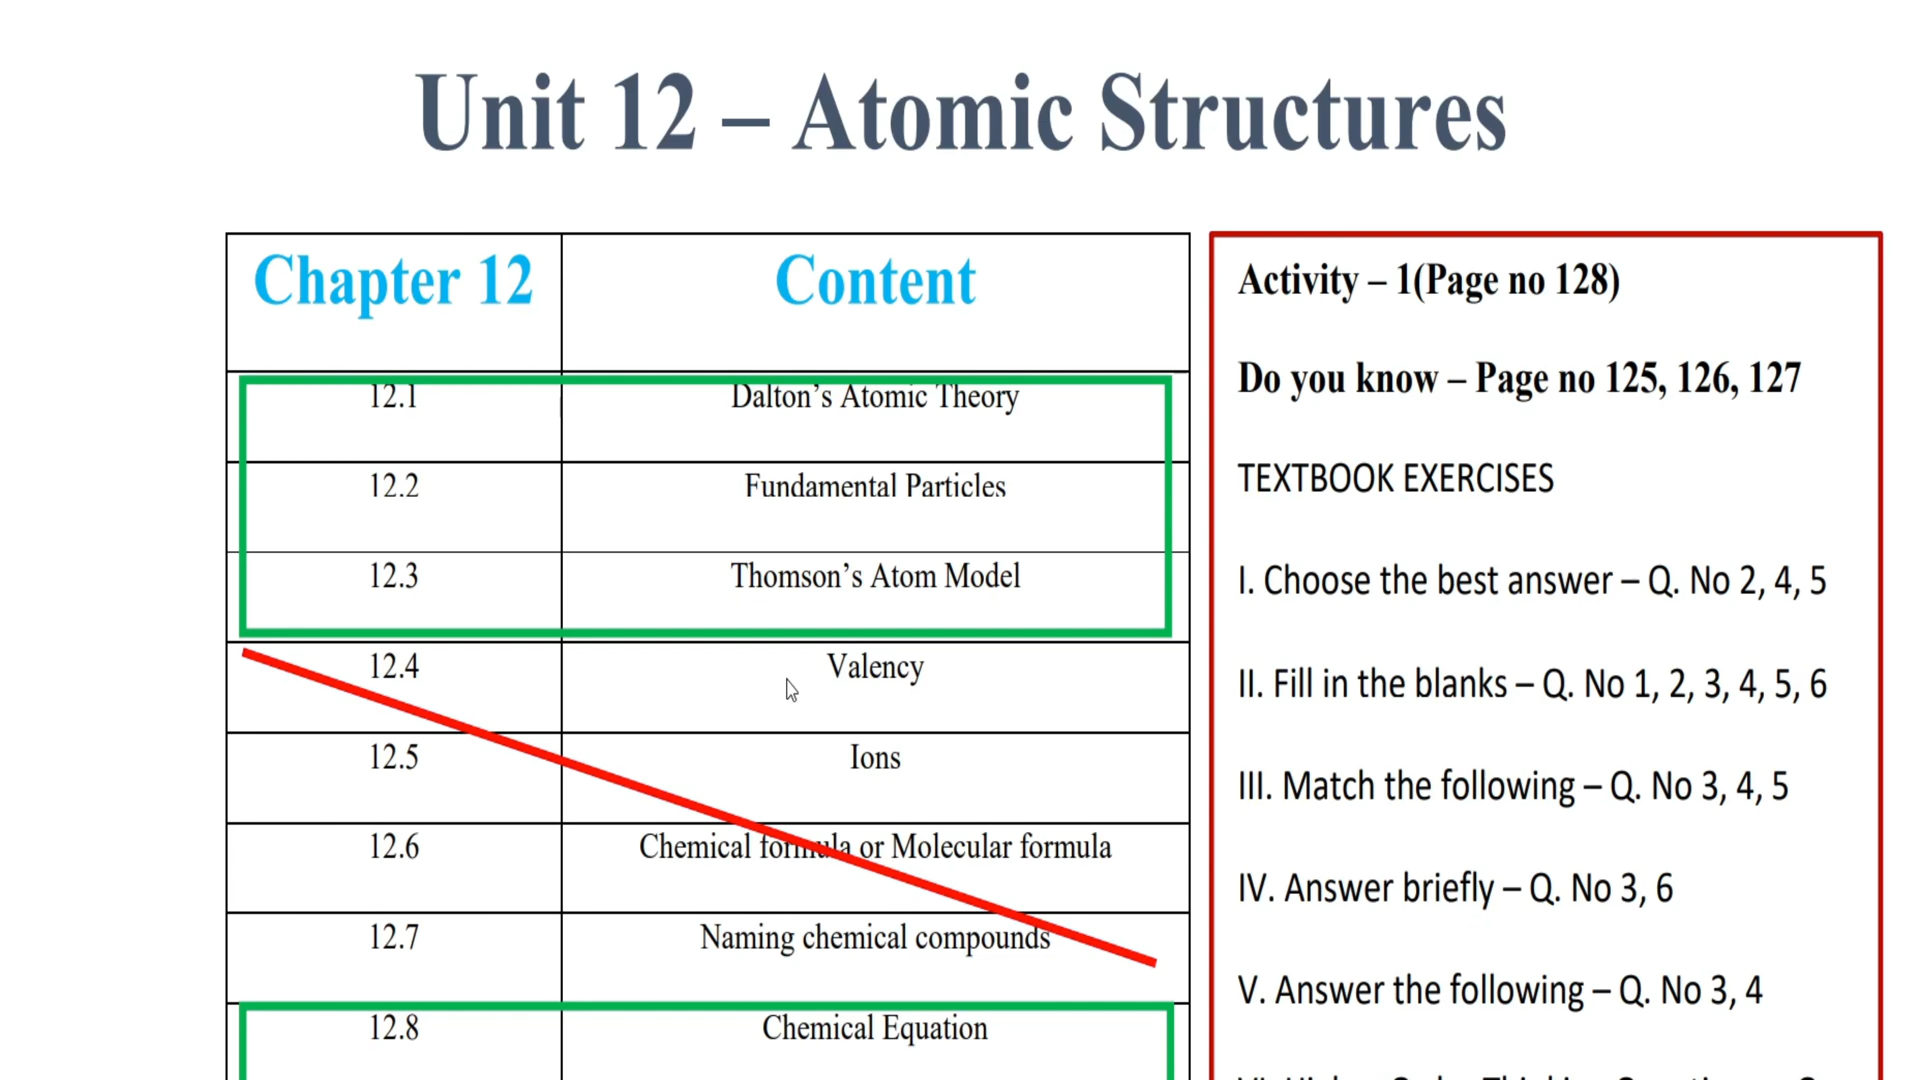 Unit 12 – Atomic Structures
Chapter 12 Content
12.1 Dalton’s Atomic Theory
12.2 Fundamental Particles
12.3 Thomson’s Atom Model
12.4 Valency
12.5 Ions
12.6 Chemical formula or Molecular formula
12.7 Naming chemical compounds
12.8 Chemical Equation
Activity – 1(Page no 128)
Do you know – Page no 125, 126, 127
TEXTBOOK EXERCISES
I. Choose the best answer – Q. No 2, 4, 5
II. Fill in the blanks – Q. No 1, 2, 3, 4, 5, 6
III. Match the following – Q. No 3, 4, 5
IV. Answer briefly – Q. No 3, 6
V. Answer the following – Q. No 3, 4